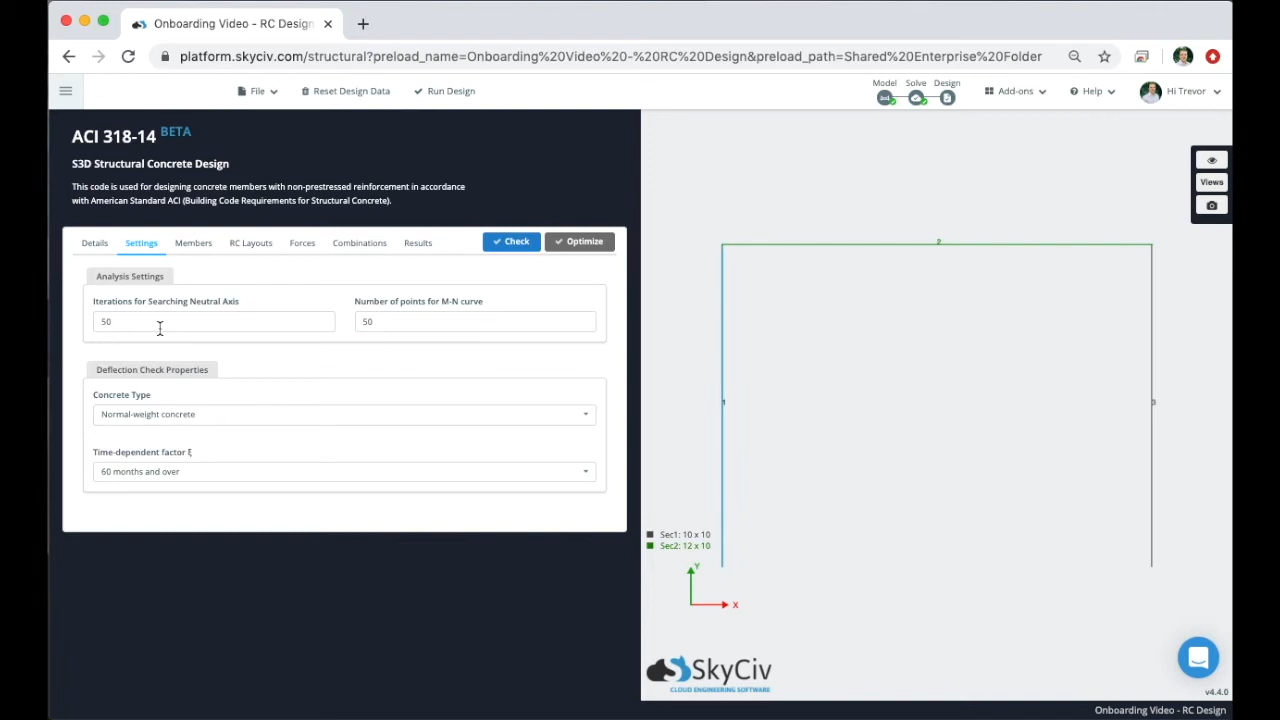 Onboarding Video - RC Design
platform.skyciv.com/structural?preload_name=Onboarding%20Video%20-%20RC%20Design&preload_path=Shared%20Enterprise%20Folder
File
Reset Design Data
Run Design
Model
Solve
Design
Add-ons
Help
Hi Trevor
ACI 318-14 BETA
S3D Structural Concrete Design
This code is used for designing concrete members with non-prestressed reinforcement in accordance
with American Standard ACI (Building Code Requirements for Structural Concrete).
Details
Settings
Members
RC Layouts
Forces
Combinations
Results
Check
Optimize
Analysis Settings
Iterations for Searching Neutral Axis
Number of points for M-N curve
50
50
Deflection Check Properties
Concrete Type
Normal-weight concrete
Time-dependent factor ξ
60 months and over
Views
2
1
3
Sec1: 10 x 10
Sec2: 12 x 10
Y
X
SkyCiv
CLOUD ENGINEERING SOFTWARE
v4.4.0
Onboarding Video - RC Design